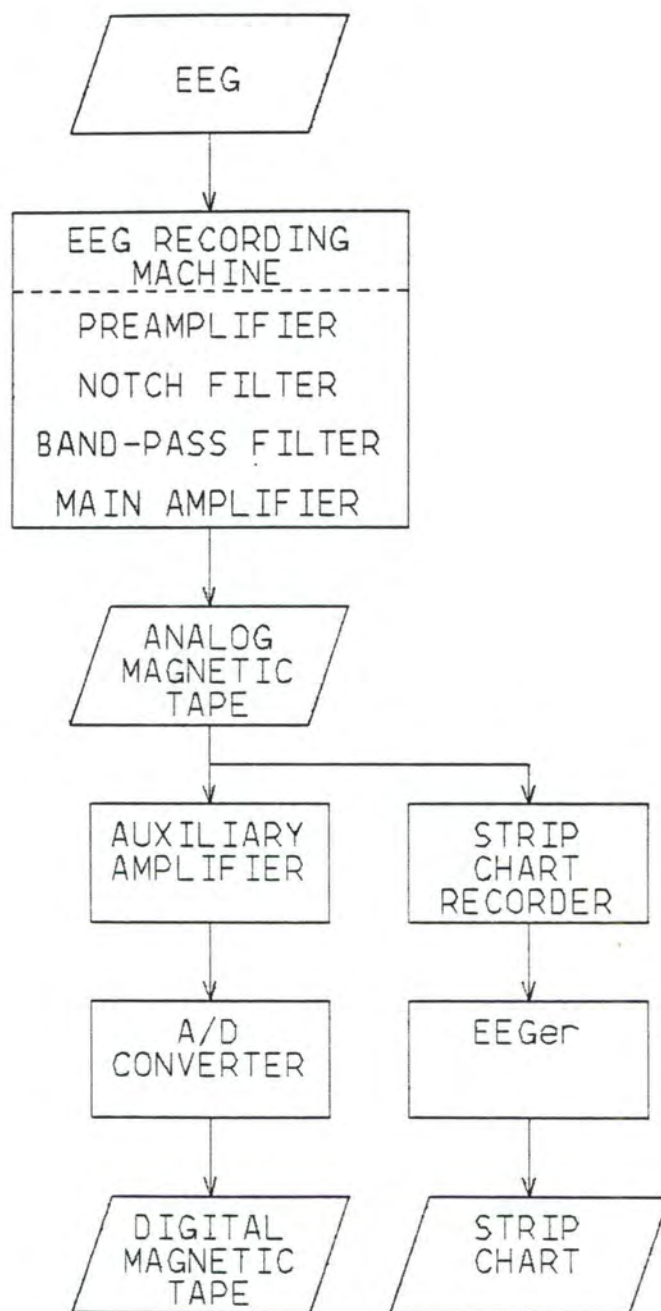 EEG
EEG RECORDING
MACHINE
PREAMPLIFIER
NOTCH FILTER
BAND-PASS FILTER
MAIN AMPLIFIER
ANALOG
MAGNETIC
TAPE
AUXILIARY
AMPLIFIER
STRIP
CHART
RECORDER
A/D
CONVERTER
EEGer
DIGITAL
MAGNETIC
TAPE
STRIP
CHART